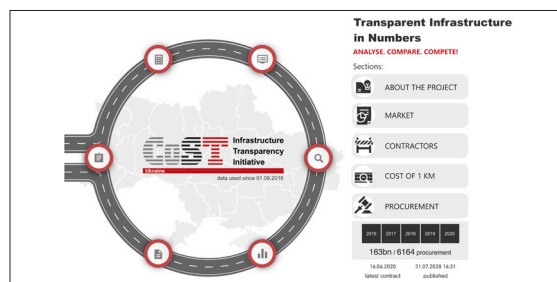 CoST
Infrastructure
Transparency
Initiative
Ukraine
data used since 01.08.2016
Transparent Infrastructure
in Numbers
ANALYSE. COMPARE. COMPETE!
Sections:
ABOUT THE PROJECT
MARKET
CONTRACTORS
COST OF 1 KM
PROCUREMENT
2016 2017 2018 2019 2020
163bn / 6164 procurement
16.06.2020 31.07.2020 16:31
latest contract published